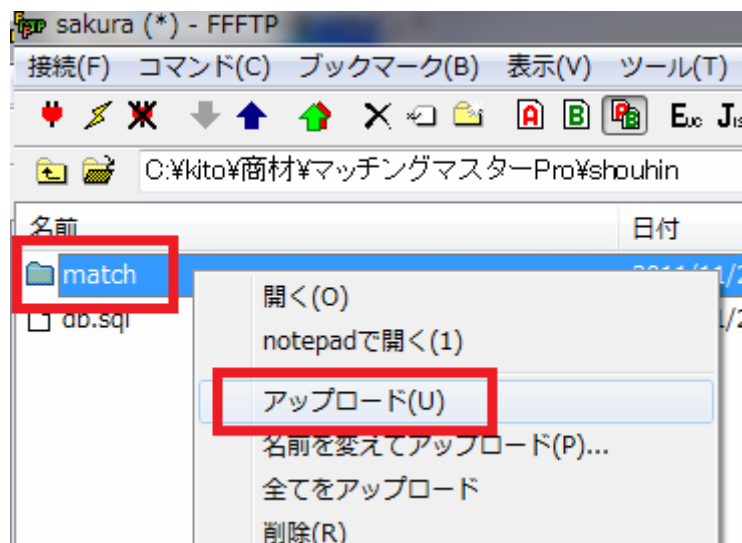 sakura (*) - FFFTP
接続(F) コマンド(C) ブックマーク(B) 表示(V) ツール(T)
A B Euc JIS
C:¥kito¥商材¥マッチングマスターPro¥shouhin
名前 日付
match
db.sql
開く(O)
notepadで開く(1)
アップロード(U)
名前を変えてアップロード(P)...
全てをアップロード
削除(R)